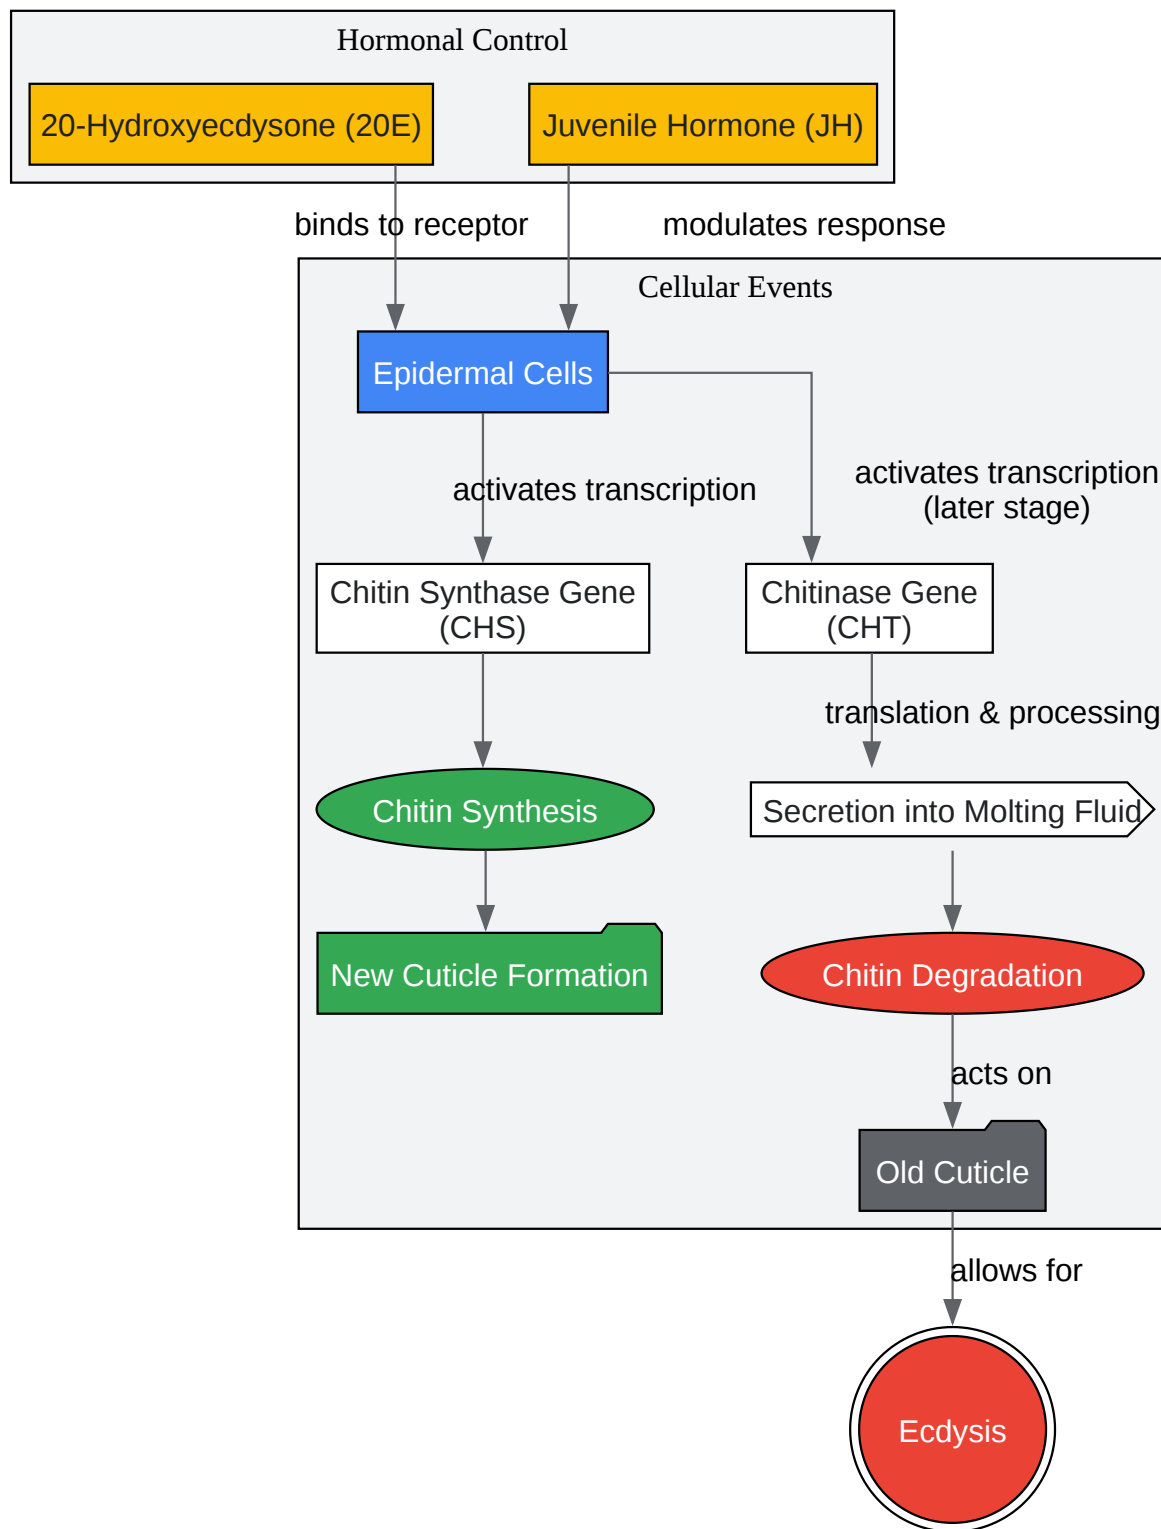 Hormonal Control
20-Hydroxyecdysone (20E)
Juvenile Hormone (JH)
binds to receptor
modulates response
Cellular Events
Epidermal Cells
activates transcription
activates transcription
(later stage)
Chitin Synthase Gene
(CHS)
Chitinase Gene
(CHT)
translation & processing
Chitin Synthesis
Secretion into Molting Fluid
New Cuticle Formation
Chitin Degradation
acts on
Old Cuticle
allows for
Ecdysis